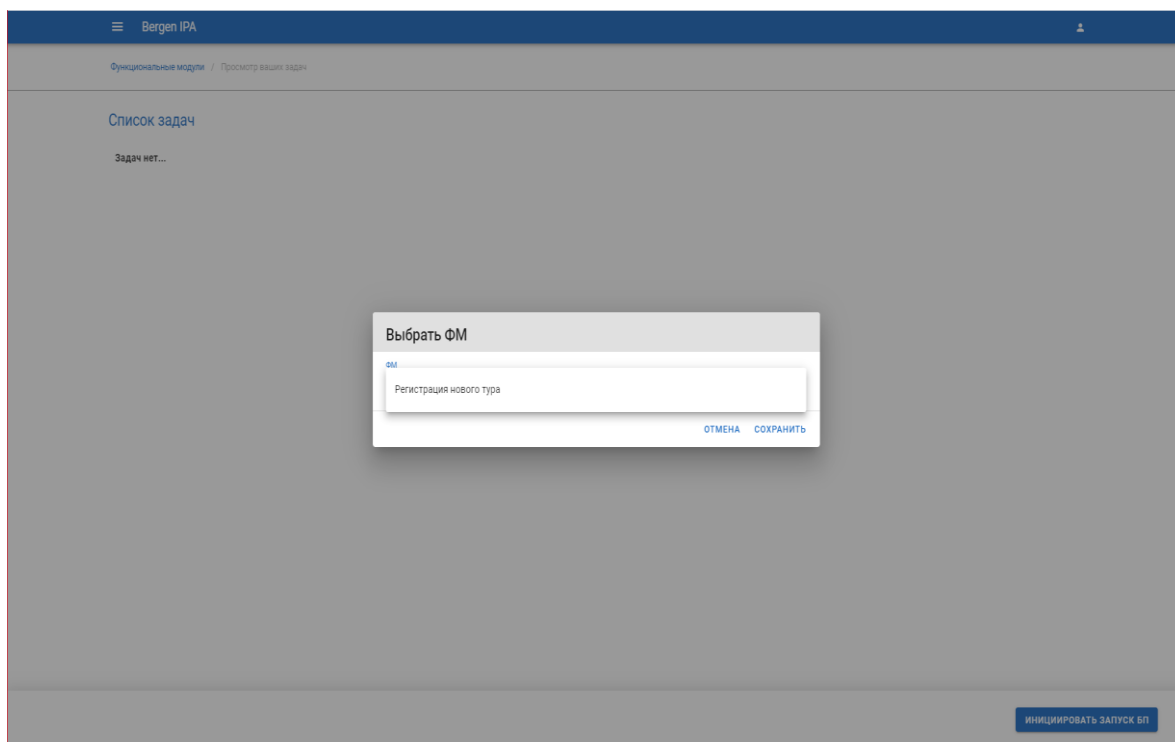 Bergen IPA
Функциональные модули / Просмотр ваших задач
Список задач
Задач нет...
Выбрать ФМ
ФМ
Регистрация нового тура
ОТМЕНА СОХРАНИТЬ
ИНИЦИИРОВАТЬ ЗАПУСК БП